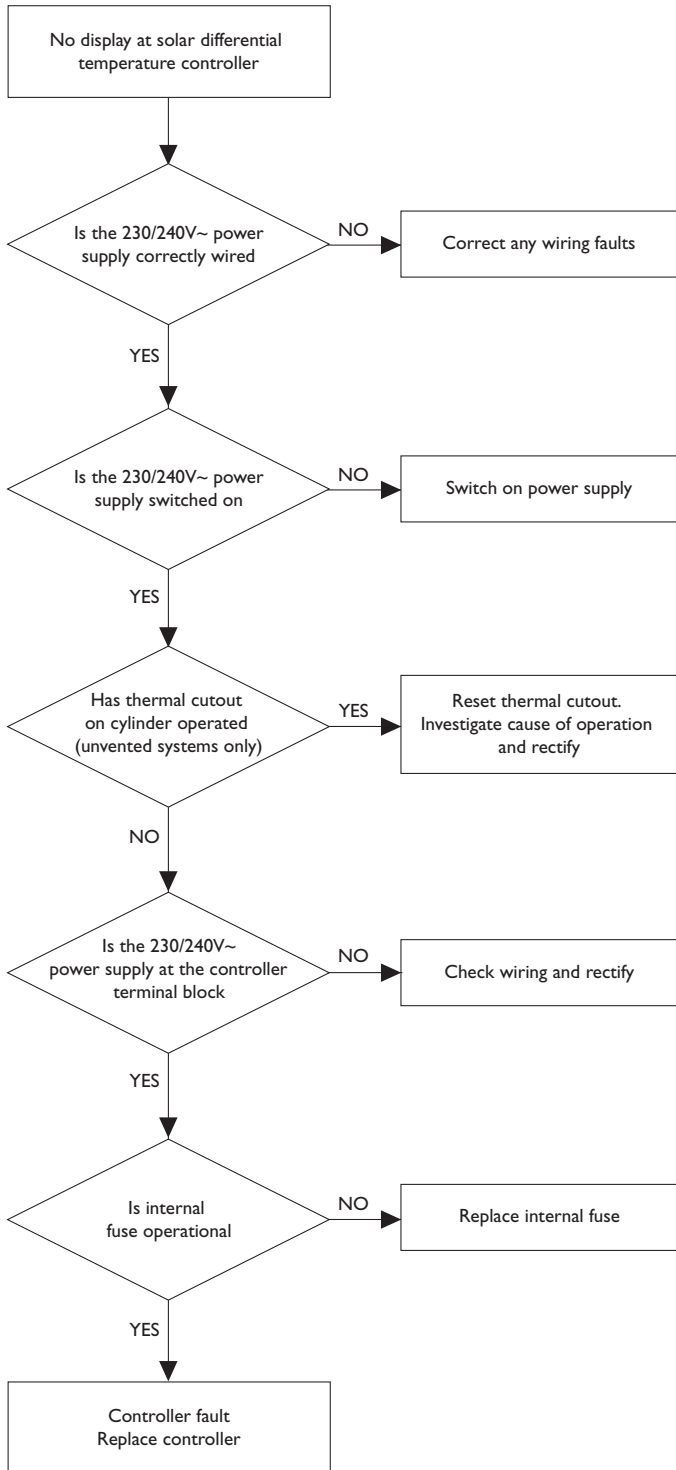 No display at solar differential
temperature controller
Is the 230/240V~ power
supply correctly wired
NO
Correct any wiring faults
YES
Is the 230/240V~ power
supply switched on
NO
Switch on power supply
YES
Has thermal cutout
on cylinder operated
(unvented systems only)
YES
Reset thermal cutout.
Investigate cause of operation
and rectify
NO
Is the 230/240V~
power supply at the controller
terminal block
NO
Check wiring and rectify
YES
Is internal
fuse operational
NO
Replace internal fuse
YES
Controller fault
Replace controller